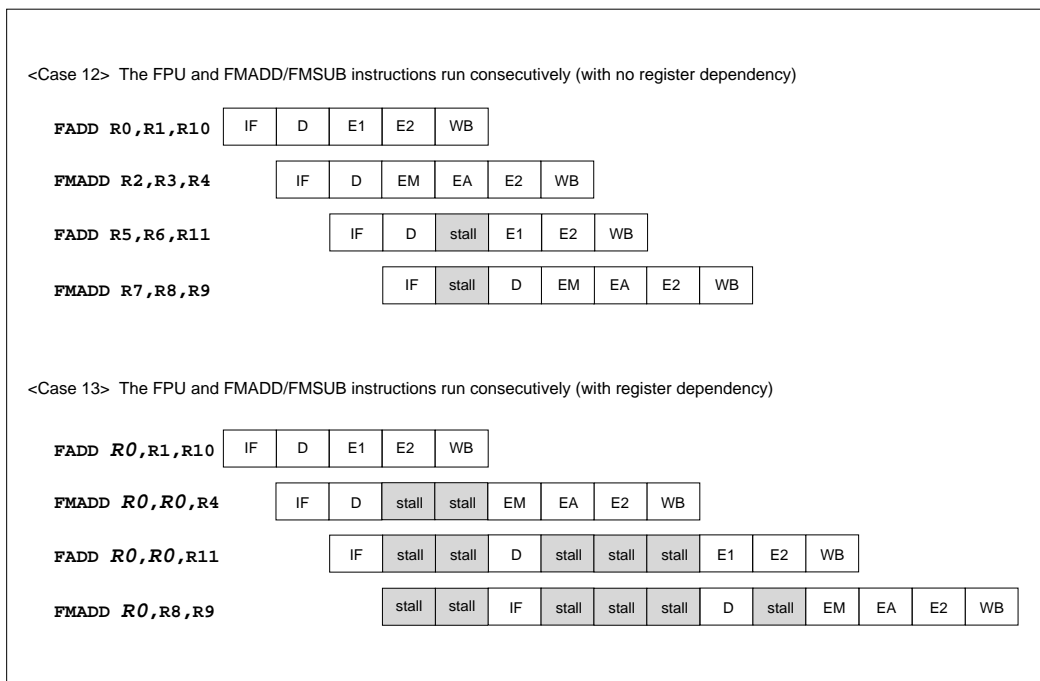 <Case 12> The FPU and FMADD/FMSUB instructions run consecutively (with no register dependency)
FADD R0,R1,R10 IF D E1 E2 WB
FMADD R2,R3,R4 IF D EM EA E2 WB
FADD R5,R6,R11 IF D stall E1 E2 WB
FMADD R7,R8,R9 IF stall D EM EA E2 WB
<Case 13> The FPU and FMADD/FMSUB instructions run consecutively (with register dependency)
FADD R0,R1,R10 IF D E1 E2 WB
FMADD R0,R0,R4 IF D stall stall EM EA E2 WB
FADD R0,R0,R11 IF stall stall D stall stall stall E1 E2 WB
FMADD R0,R8,R9 stall stall IF stall stall stall D stall EM EA E2 WB